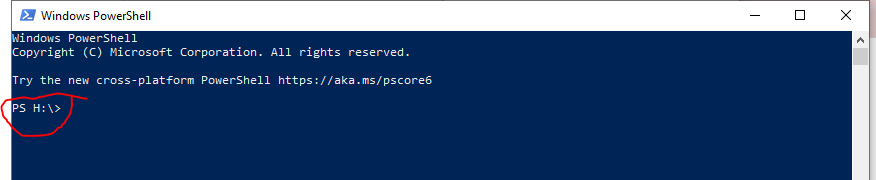 Windows PowerShell
Windows PowerShell
Copyright (C) Microsoft Corporation. All rights reserved.
Try the new cross-platform PowerShell https://aka.ms/pscore6
PS H:\>